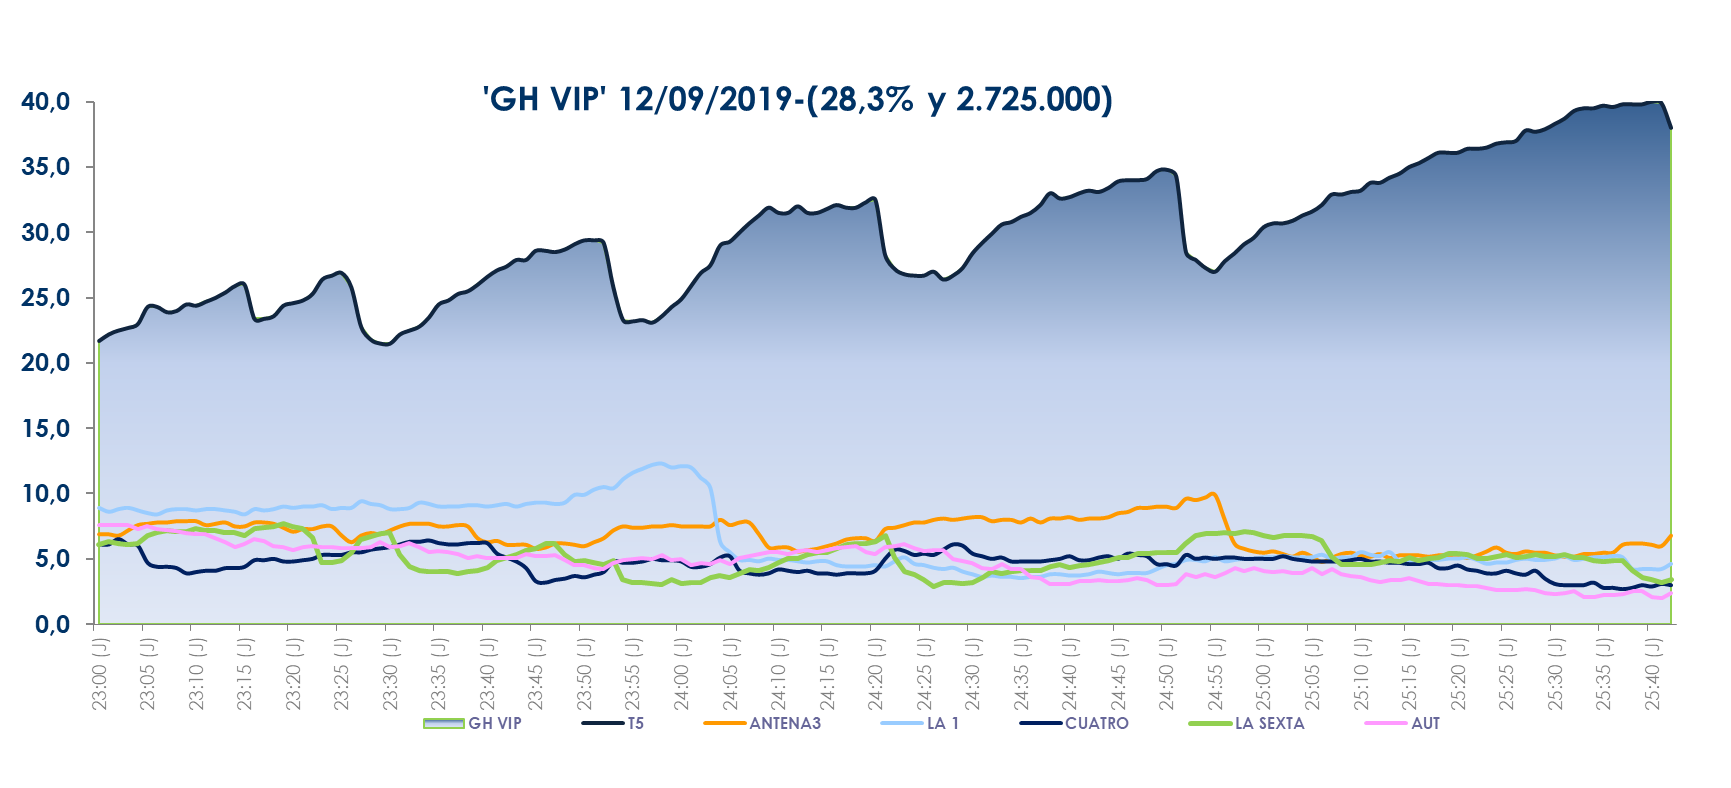 'GH VIP' 12/09/2019-(28,3% y 2.725.000)
40,0
35,0
30,0
25,0
20,0
15,0
10,0
5,0
0,0
23:00 (J)
23:05 (J)
23:10 (J)
23:15 (J)
23:20 (J)
23:25 (J)
23:30 (J)
23:35 (J)
23:40 (J)
23:45 (J)
23:50 (J)
23:55 (J)
24:00 (J)
24:05 (J)
24:10 (J)
24:15 (J)
24:20 (J)
24:25 (J)
24:30 (J)
24:35 (J)
24:40 (J)
24:45 (J)
24:50 (J)
24:55 (J)
25:00 (J)
25:05 (J)
25:10 (J)
25:15 (J)
25:20 (J)
25:25 (J)
25:30 (J)
25:35 (J)
25:40 (J)
GH VIP T5 ANTENA3 LA 1 CUATRO LA SEXTA AUT